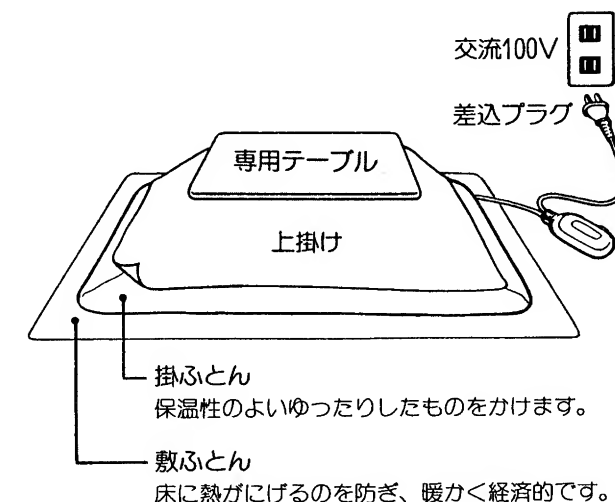 交流100V
差込プラグ
専用テーブル
上掛け
掛ふとん
保温性のよいゆったりしたものをかけます。
敷ふとん
床に熱がにげるのを防ぎ、暖かく経済的です。